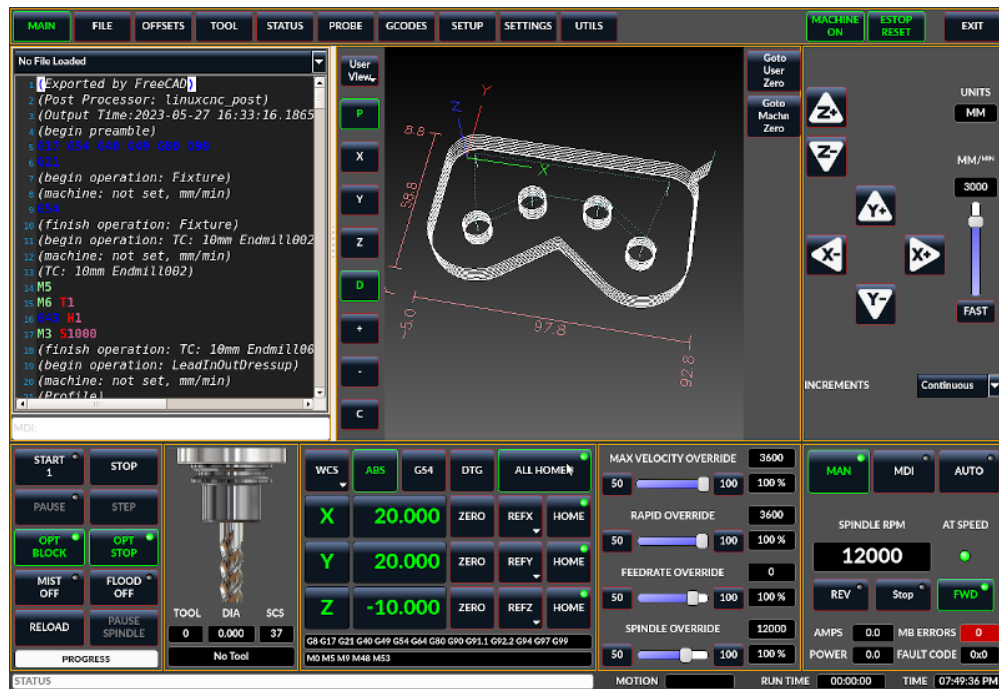 MAIN FILE OFFSETS TOOL STATUS PROBE GCODES SETUP SETTINGS UTILS MACHINE ON ESTOP RESET EXIT
No File Loaded
1 (Exported by FreeCAD)
2 (Post Processor: linuxcnc_post)
3 (Output Time:2023-05-27 16:33:16.1865
4 (begin preamble)
5 G17 G54 G40 G49 G80 G90
6 G21
7 (begin operation: Fixture)
8 (machine: not set, mm/min)
9 G54
10 (finish operation: Fixture)
11 (begin operation: TC: 10mm Endmill002
12 (machine: not set, mm/min)
13 (TC: 10mm Endmill002)
14 M5
15 M6 T1
16 G43 H1
17 M3 S1000
18 (finish operation: TC: 10mm Endmill00
19 (begin operation: LeadInOutDressup)
20 (machine: not set, mm/min)
21 (Profile)
MDI:
User View
P
X
Y
Z
D
+
-
C
Z Y X
8.8
58.8
-5.0
97.8
92.8
Goto User Zero
Goto Machn Zero
Z+
Z-
Y+
X- X+
Y-
UNITS
MM
MM/MIN
3000
FAST
INCREMENTS Continuous
START 1 STOP
PAUSE STEP
OPT BLOCK OPT STOP
MIST OFF FLOOD OFF
RELOAD PAUSE SPINDLE
PROGRESS
TOOL DIA SCS
0 0.000 37
No Tool
WCS ABS G54 DTG ALL HOME
X 20.000 ZERO REFX HOME
Y 20.000 ZERO REFY HOME
Z -10.000 ZERO REFZ HOME
G8 G17 G21 G40 G49 G54 G64 G80 G90 G91.1 G92.2 G94 G97 G99
M0 M5 M9 M48 M53
MAX VELOCITY OVERRIDE 3600
50 100 100 %
RAPID OVERRIDE 3600
50 100 100 %
FEEDRATE OVERRIDE 0
50 100 100 %
SPINDLE OVERRIDE 12000
50 100 100 %
MAN MDI AUTO
SPINDLE RPM AT SPEED
12000
REV Stop FWD
AMPS 0.0 MB ERRORS 0
POWER 0.0 FAULT CODE 0x0
STATUS MOTION RUN TIME 00:00:00 TIME 07:49:36 PM